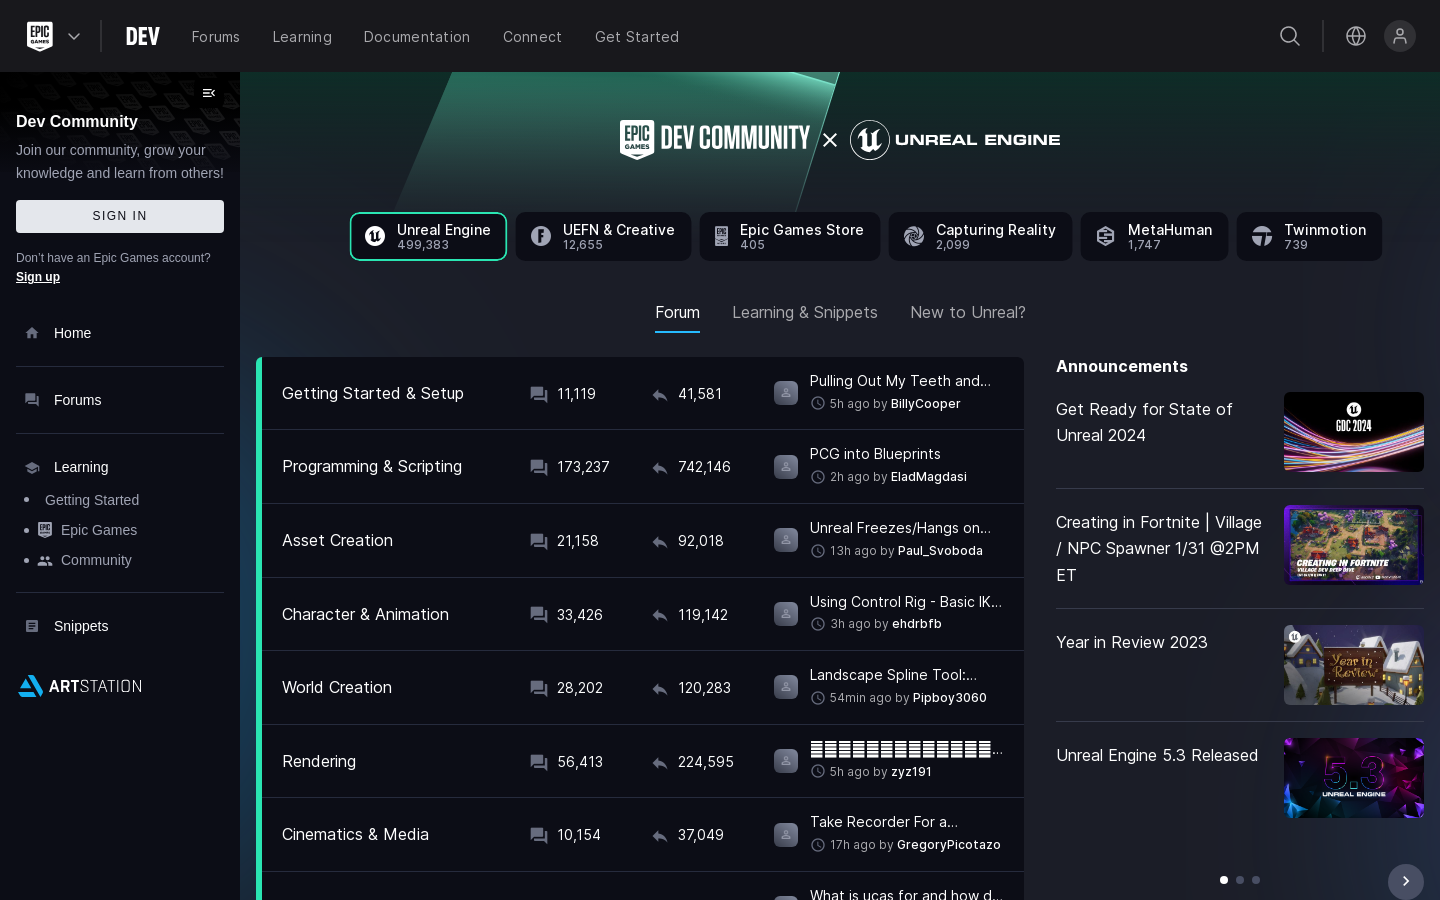 EPIC GAMES
DEV
Forums
Learning
Documentation
Connect
Get Started
Dev Community
Join our community, grow your
knowledge and learn from others!
SIGN IN
Don't have an Epic Games account?
Sign up
Home
Forums
Learning
Getting Started
Epic Games
Community
Snippets
ARTSTATION
EPIC GAMES DEV COMMUNITY × UNREAL ENGINE
Unreal Engine
499,383
UEFN & Creative
12,655
Epic Games Store
405
Capturing Reality
2,099
MetaHuman
1,747
Twinmotion
739
Forum
Learning & Snippets
New to Unreal?
Getting Started & Setup 11,119 41,581 Pulling Out My Teeth and...
5h ago by BillyCooper
Programming & Scripting 173,237 742,146 PCG into Blueprints
2h ago by EladMagdasi
Asset Creation 21,158 92,018 Unreal Freezes/Hangs on...
13h ago by Paul_Svoboda
Character & Animation 33,426 119,142 Using Control Rig - Basic IK...
3h ago by ehdrbfb
World Creation 28,202 120,283 Landscape Spline Tool:...
54min ago by Pipboy3060
Rendering 56,413 224,595
5h ago by zyz191
Cinematics & Media 10,154 37,049 Take Recorder For a...
17h ago by GregoryPicotazo
What is ucas for and how d...
Announcements
Get Ready for State of
Unreal 2024
GDC 2024
Creating in Fortnite | Village
/ NPC Spawner 1/31 @2PM
ET
CREATING IN FORTNITE
VILLAGE DEV DEEP DIVE
Year in Review 2023
Year in
Review
Unreal Engine 5.3 Released
5.3
UNREAL ENGINE